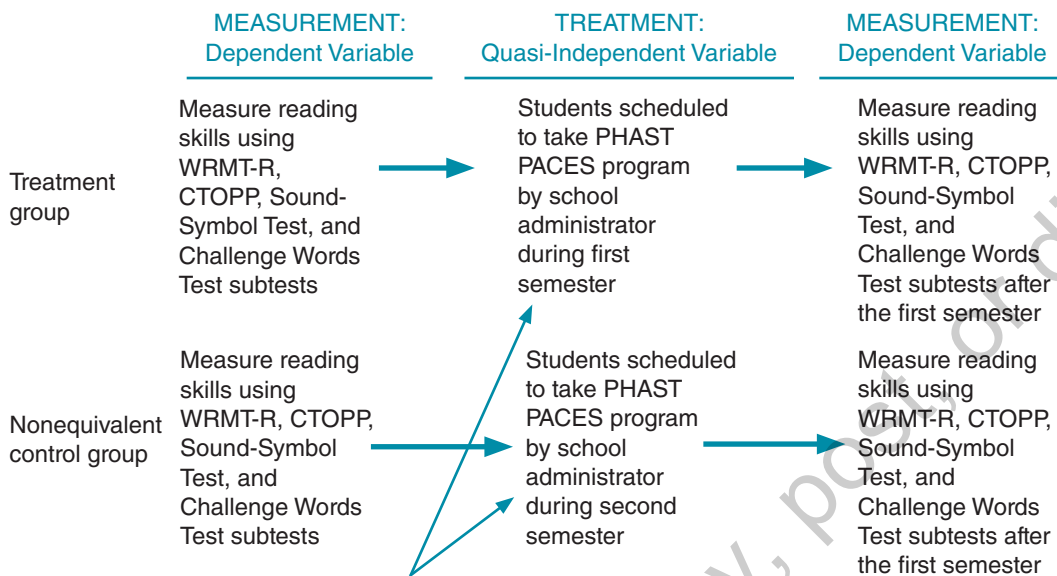 MEASUREMENT:
Dependent Variable
TREATMENT:
Quasi-Independent Variable
MEASUREMENT:
Dependent Variable
Treatment
group
Measure reading
skills using
WRMT-R,
CTOPP, Sound-
Symbol Test, and
Challenge Words
Test subtests
Students scheduled
to take PHAST
PACES program
by school
administrator
during first
semester
Measure reading
skills using
WRMT-R, CTOPP,
Sound-Symbol
Test, and
Challenge Words
Test subtests after
the first semester
Nonequivalent
control group
Measure reading
skills using
WRMT-R, CTOPP,
Sound-Symbol
Test, and
Challenge Words
Test subtests
Students scheduled
to take PHAST
PACES program
by school
administrator
during second
semester
Measure reading
skills using
WRMT-R, CTOPP,
Sound-Symbol
Test, and
Challenge Words
Test subtests after
the first semester
post, or